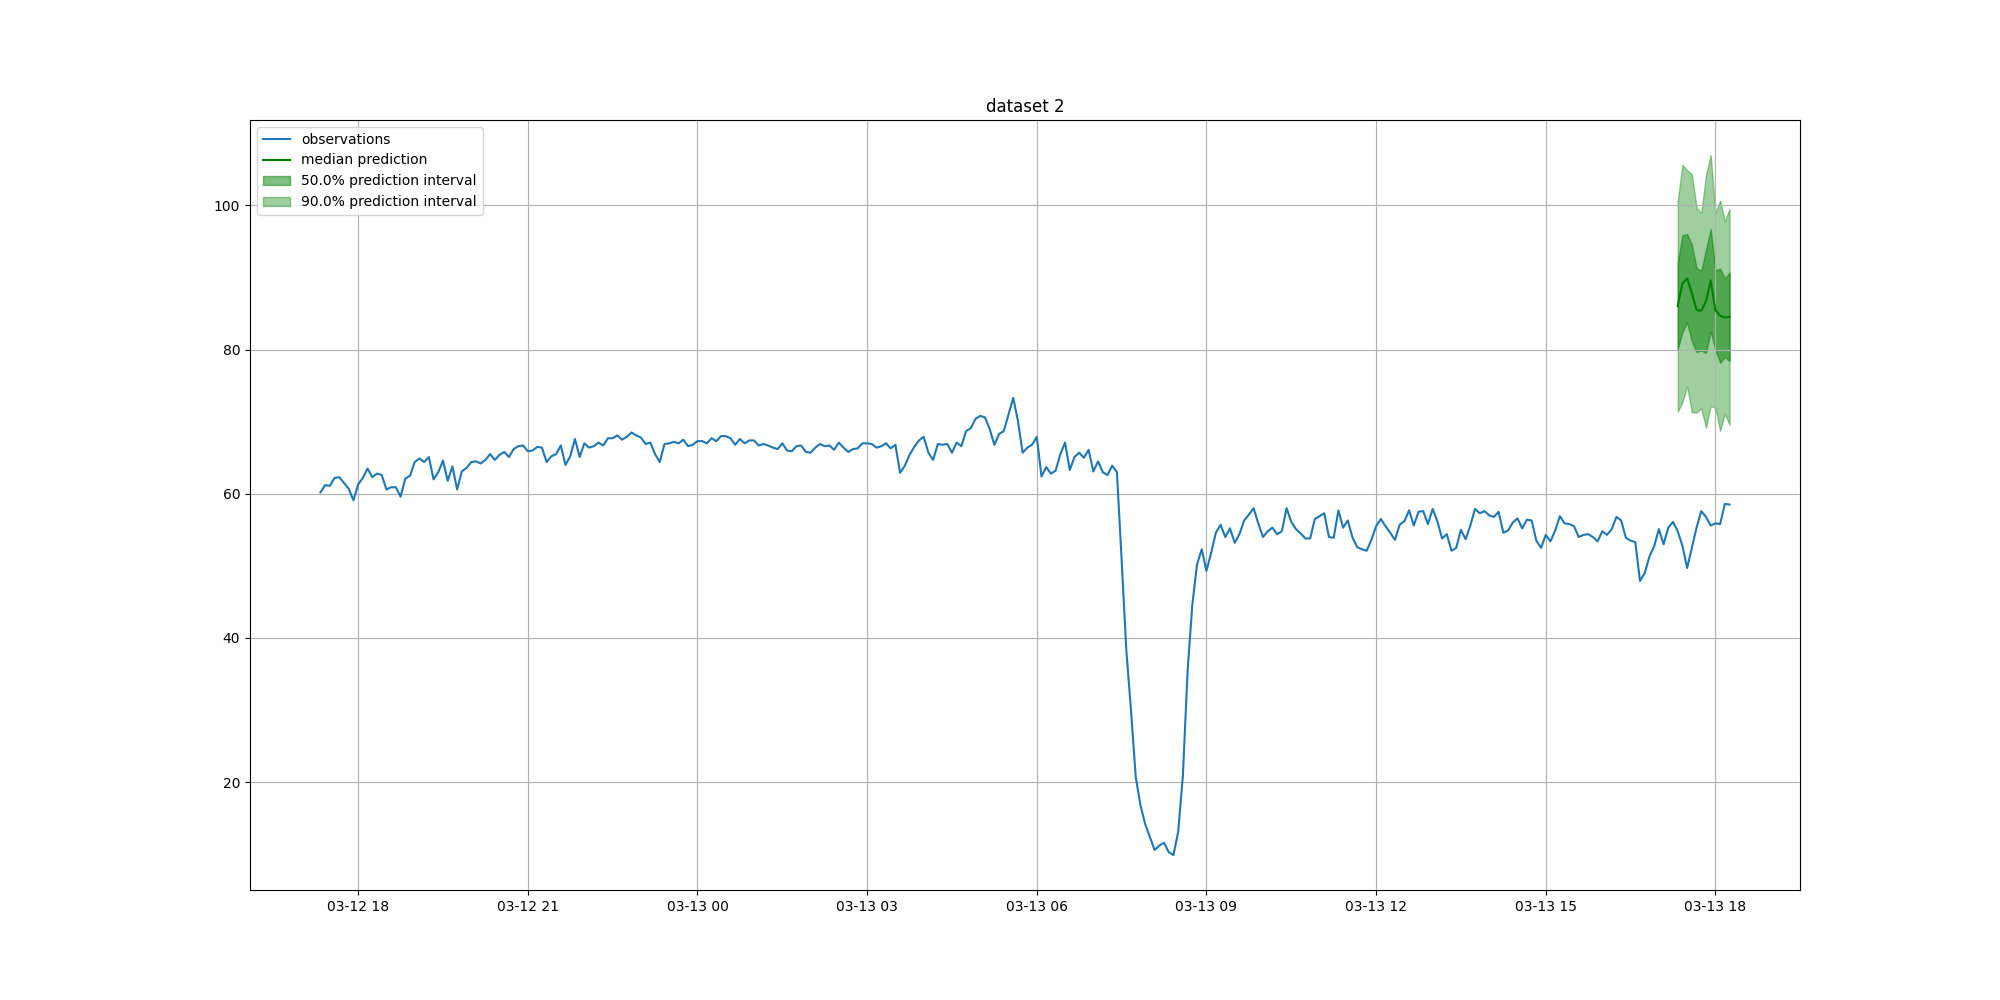 dataset 2
observations
median prediction
50.0% prediction interval
90.0% prediction interval
100
80
60
40
20
03-12 18
03-12 21
03-13 00
03-13 03
03-13 06
03-13 09
03-13 12
03-13 15
03-13 18